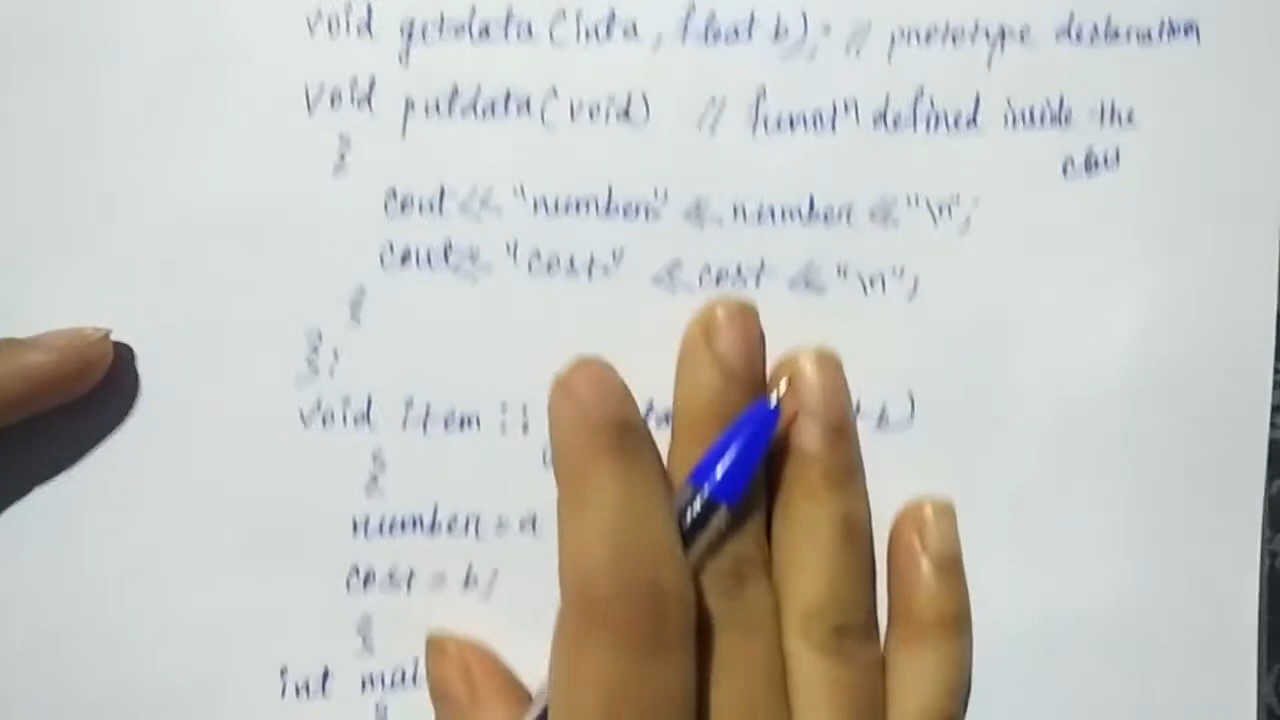 void getdata(int a, float b); // prototype declaration
void putdata(void) // functn defined inside the
class
{
cout << "number" << number << "\n";
cout << "cost" << cost << "\n";
}
};
void item ::
b)
{
number = a
cost = b;
}
int mai
{